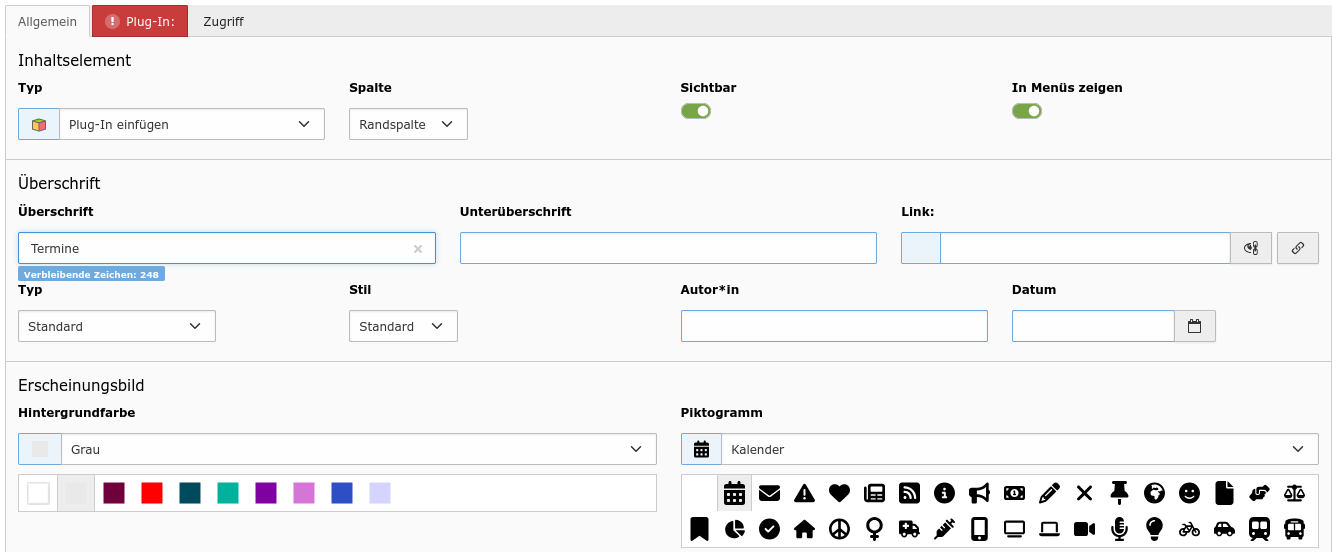 Allgemein Plug-In: Zugriff
Inhaltselement
Typ Spalte Sichtbar In Menüs zeigen
Plug-In einfügen Randspalte
Überschrift
Überschrift Unterüberschrift Link:
Termine
Verbleibende Zeichen: 248
Typ Stil Autor*in Datum
Standard Standard
Erscheinungsbild
Hintergrundfarbe Piktogramm
Grau Kalender